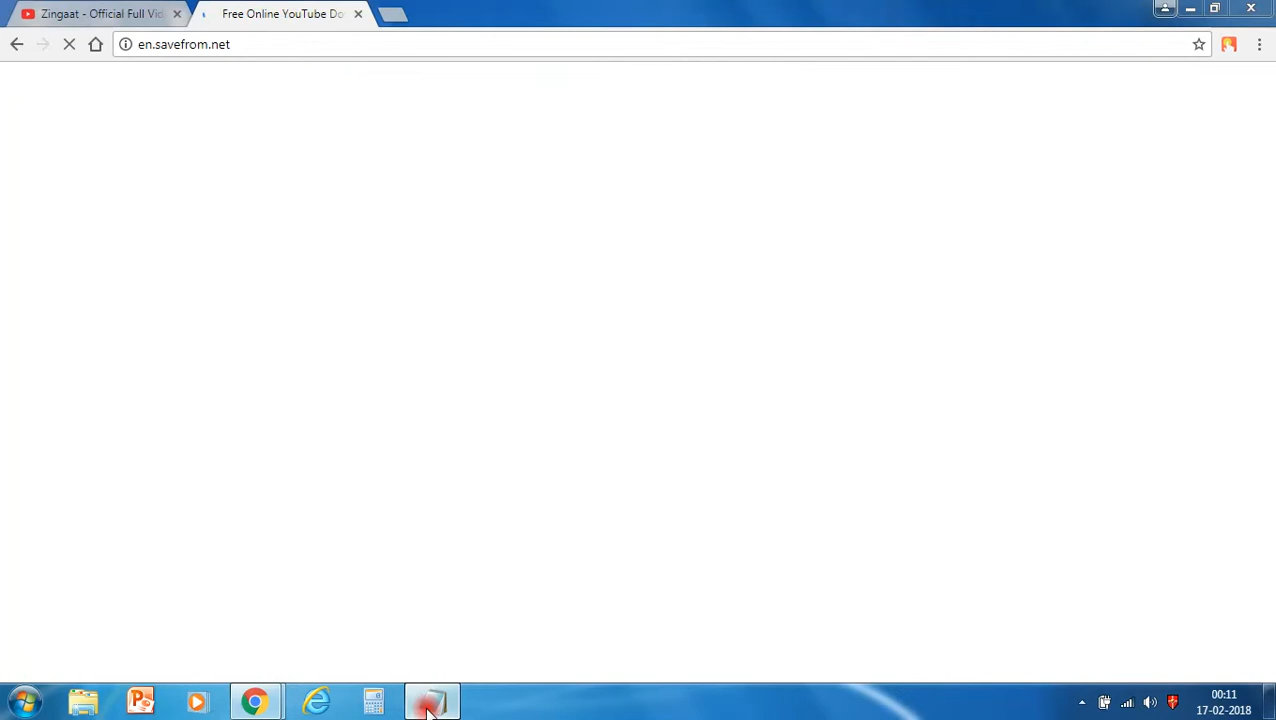 Zingaat - Official Full Vid
Free Online YouTube Do
en.savefrom.net
00:11
17-02-2018